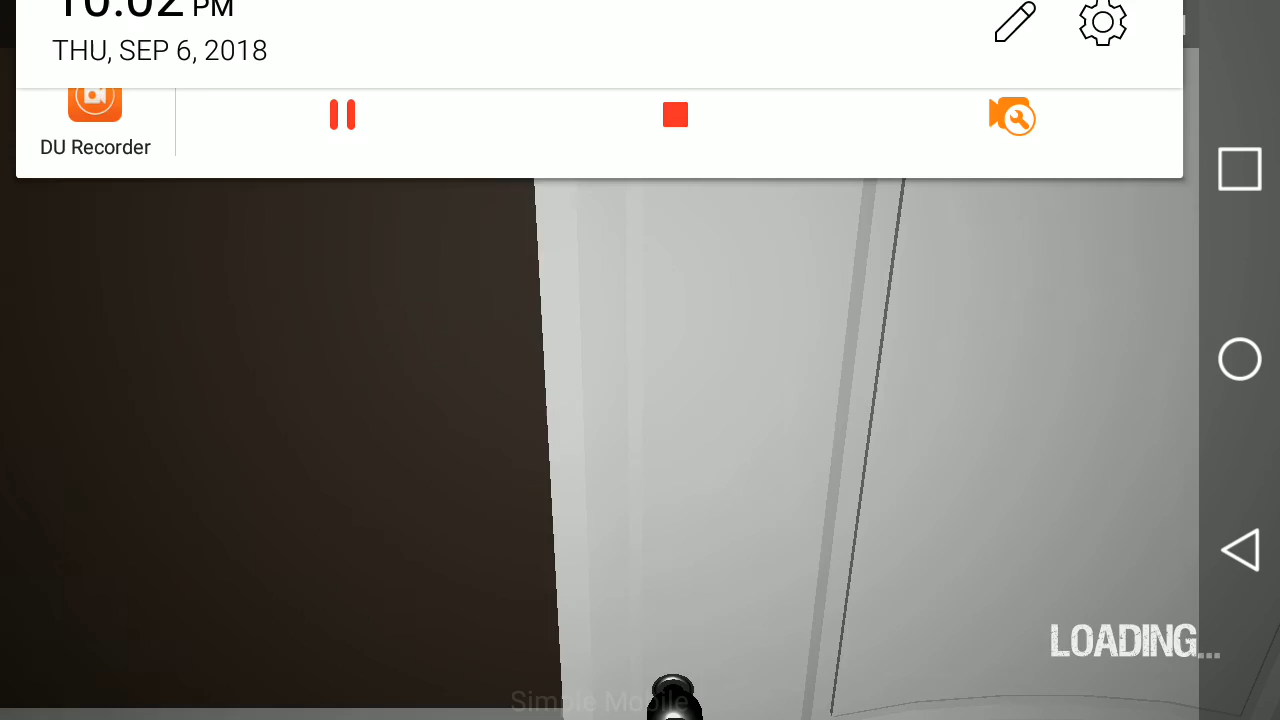 10:02 PM
THU, SEP 6, 2018
DU Recorder
LOADING...
Simple Mobile